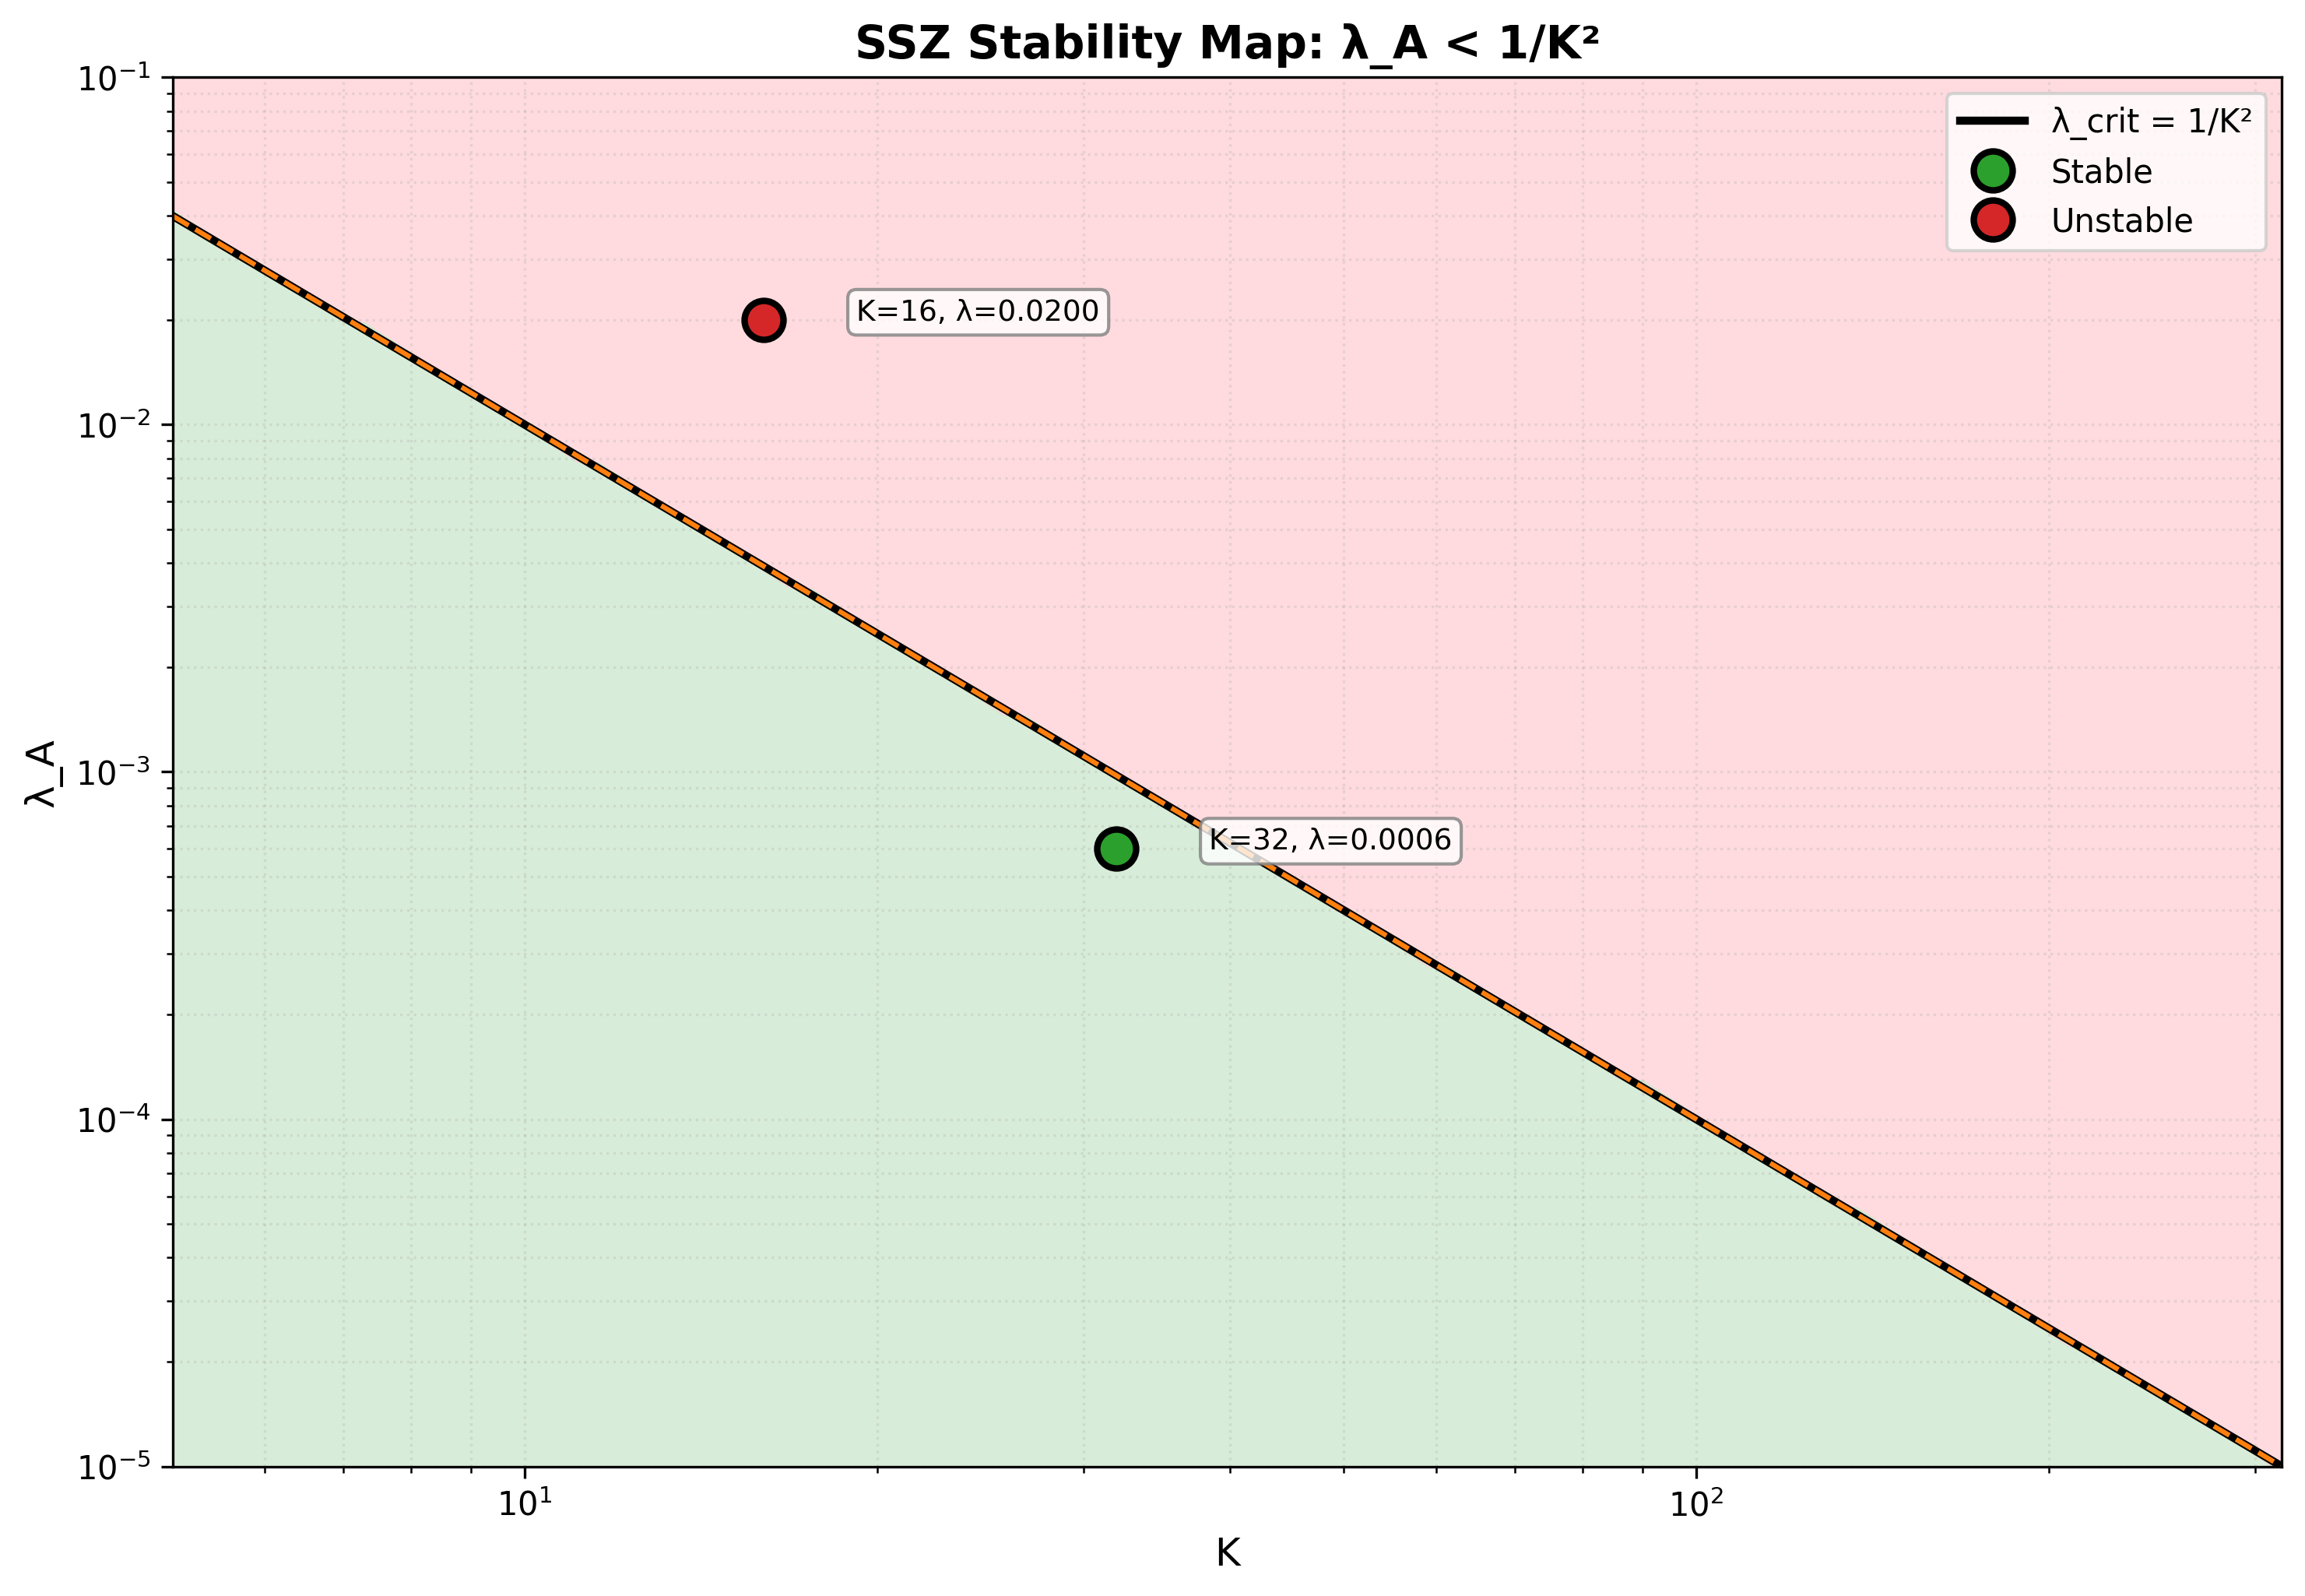 SSZ Stability Map: λ_A < 1/K²
10⁻¹
10⁻²
10⁻³
10⁻⁴
10⁻⁵
λ_A
λ_crit = 1/K²
Stable
Unstable
K=16, λ=0.0200
K=32, λ=0.0006
10¹
10²
K